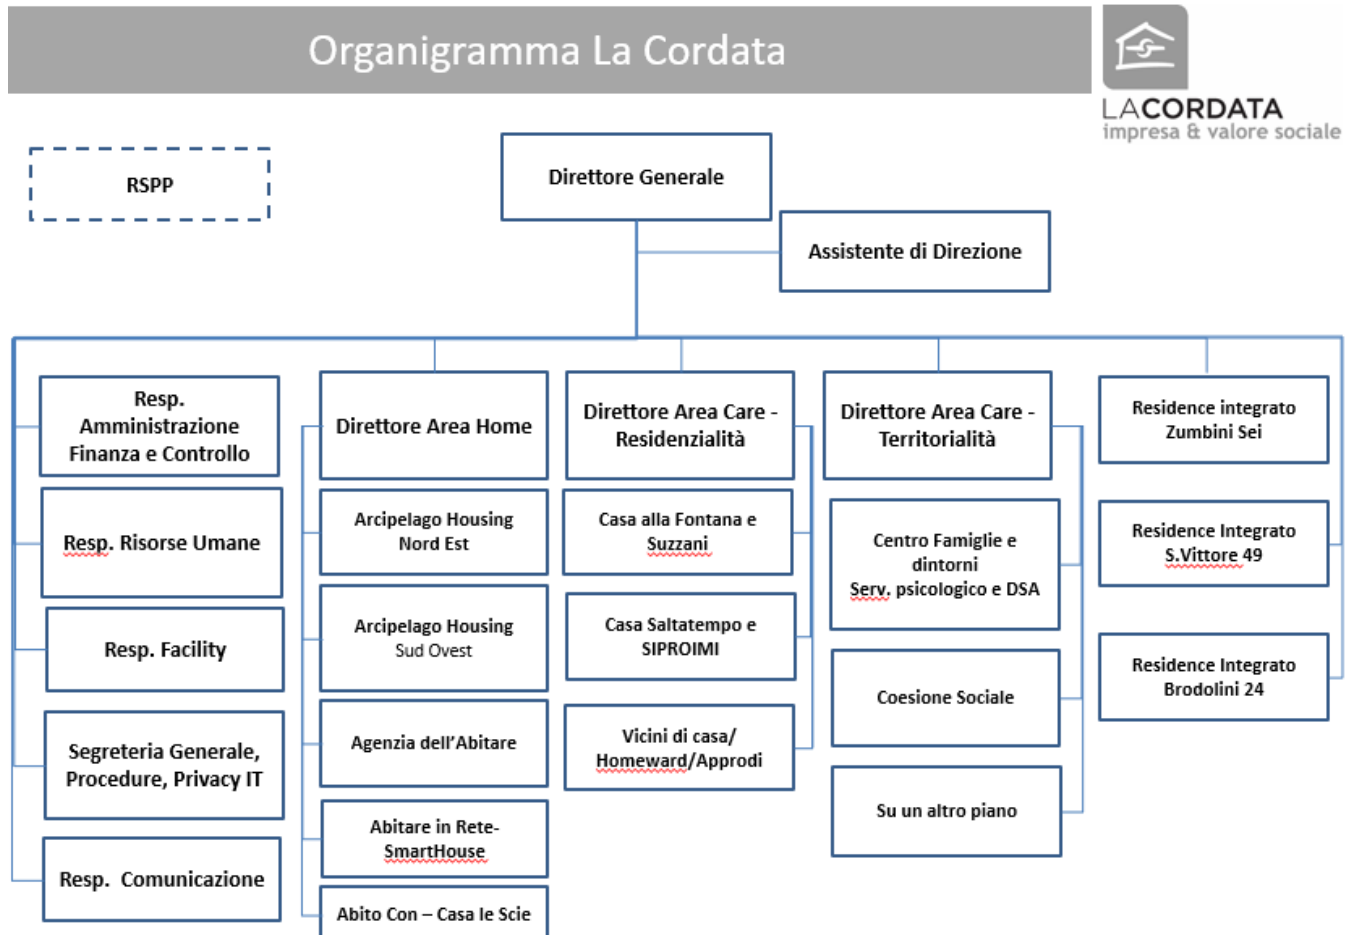 Organigramma La Cordata
LACORDATA
impresa & valore sociale
RSPP
Direttore Generale
Assistente di Direzione
Resp.
Amministrazione
Finanza e Controllo
Resp. Risorse Umane
Resp. Facility
Segreteria Generale,
Procedure, Privacy IT
Resp.  Comunicazione
Direttore Area Home
Arcipelago Housing
Nord Est
Arcipelago Housing
Sud Ovest
Agenzia dell’Abitare
Abitare in Rete-
SmartHouse
Abito Con – Casa le Scie
Direttore Area Care -
Residenzialità
Casa alla Fontana e
Suzzani
Casa Saltatempo e
SIPROIMI
Vicini di casa/
Homeward/Approdi
Direttore Area Care -
Territorialità
Centro Famiglie e
dintorni
Serv. psicologico e DSA
Coesione Sociale
Su un altro piano
Residence integrato
Zumbini Sei
Residence Integrato
S.Vittore 49
Residence Integrato
Brodolini 24